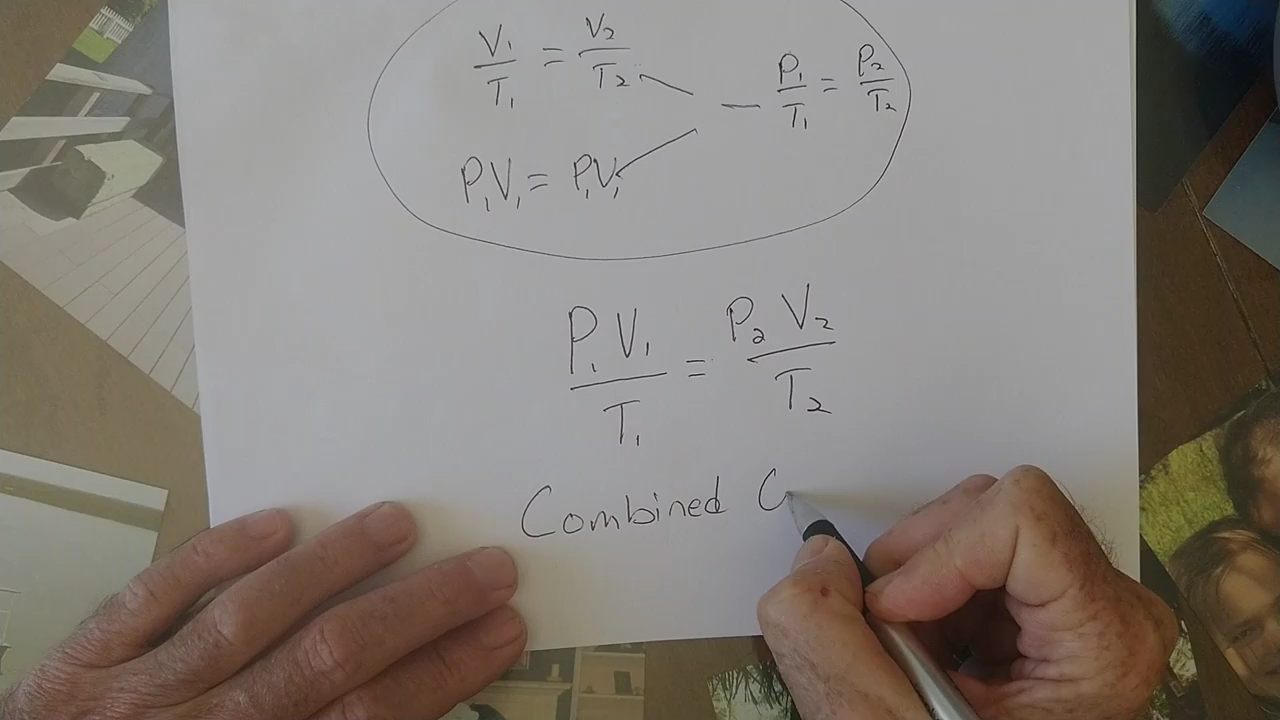 V₁/T₁ = V₂/T₂
P₁/T₁ = P₂/T₂
P₁V₁ = P₁V₁
P₁V₁/T₁ = P₂V₂/T₂
Combined G